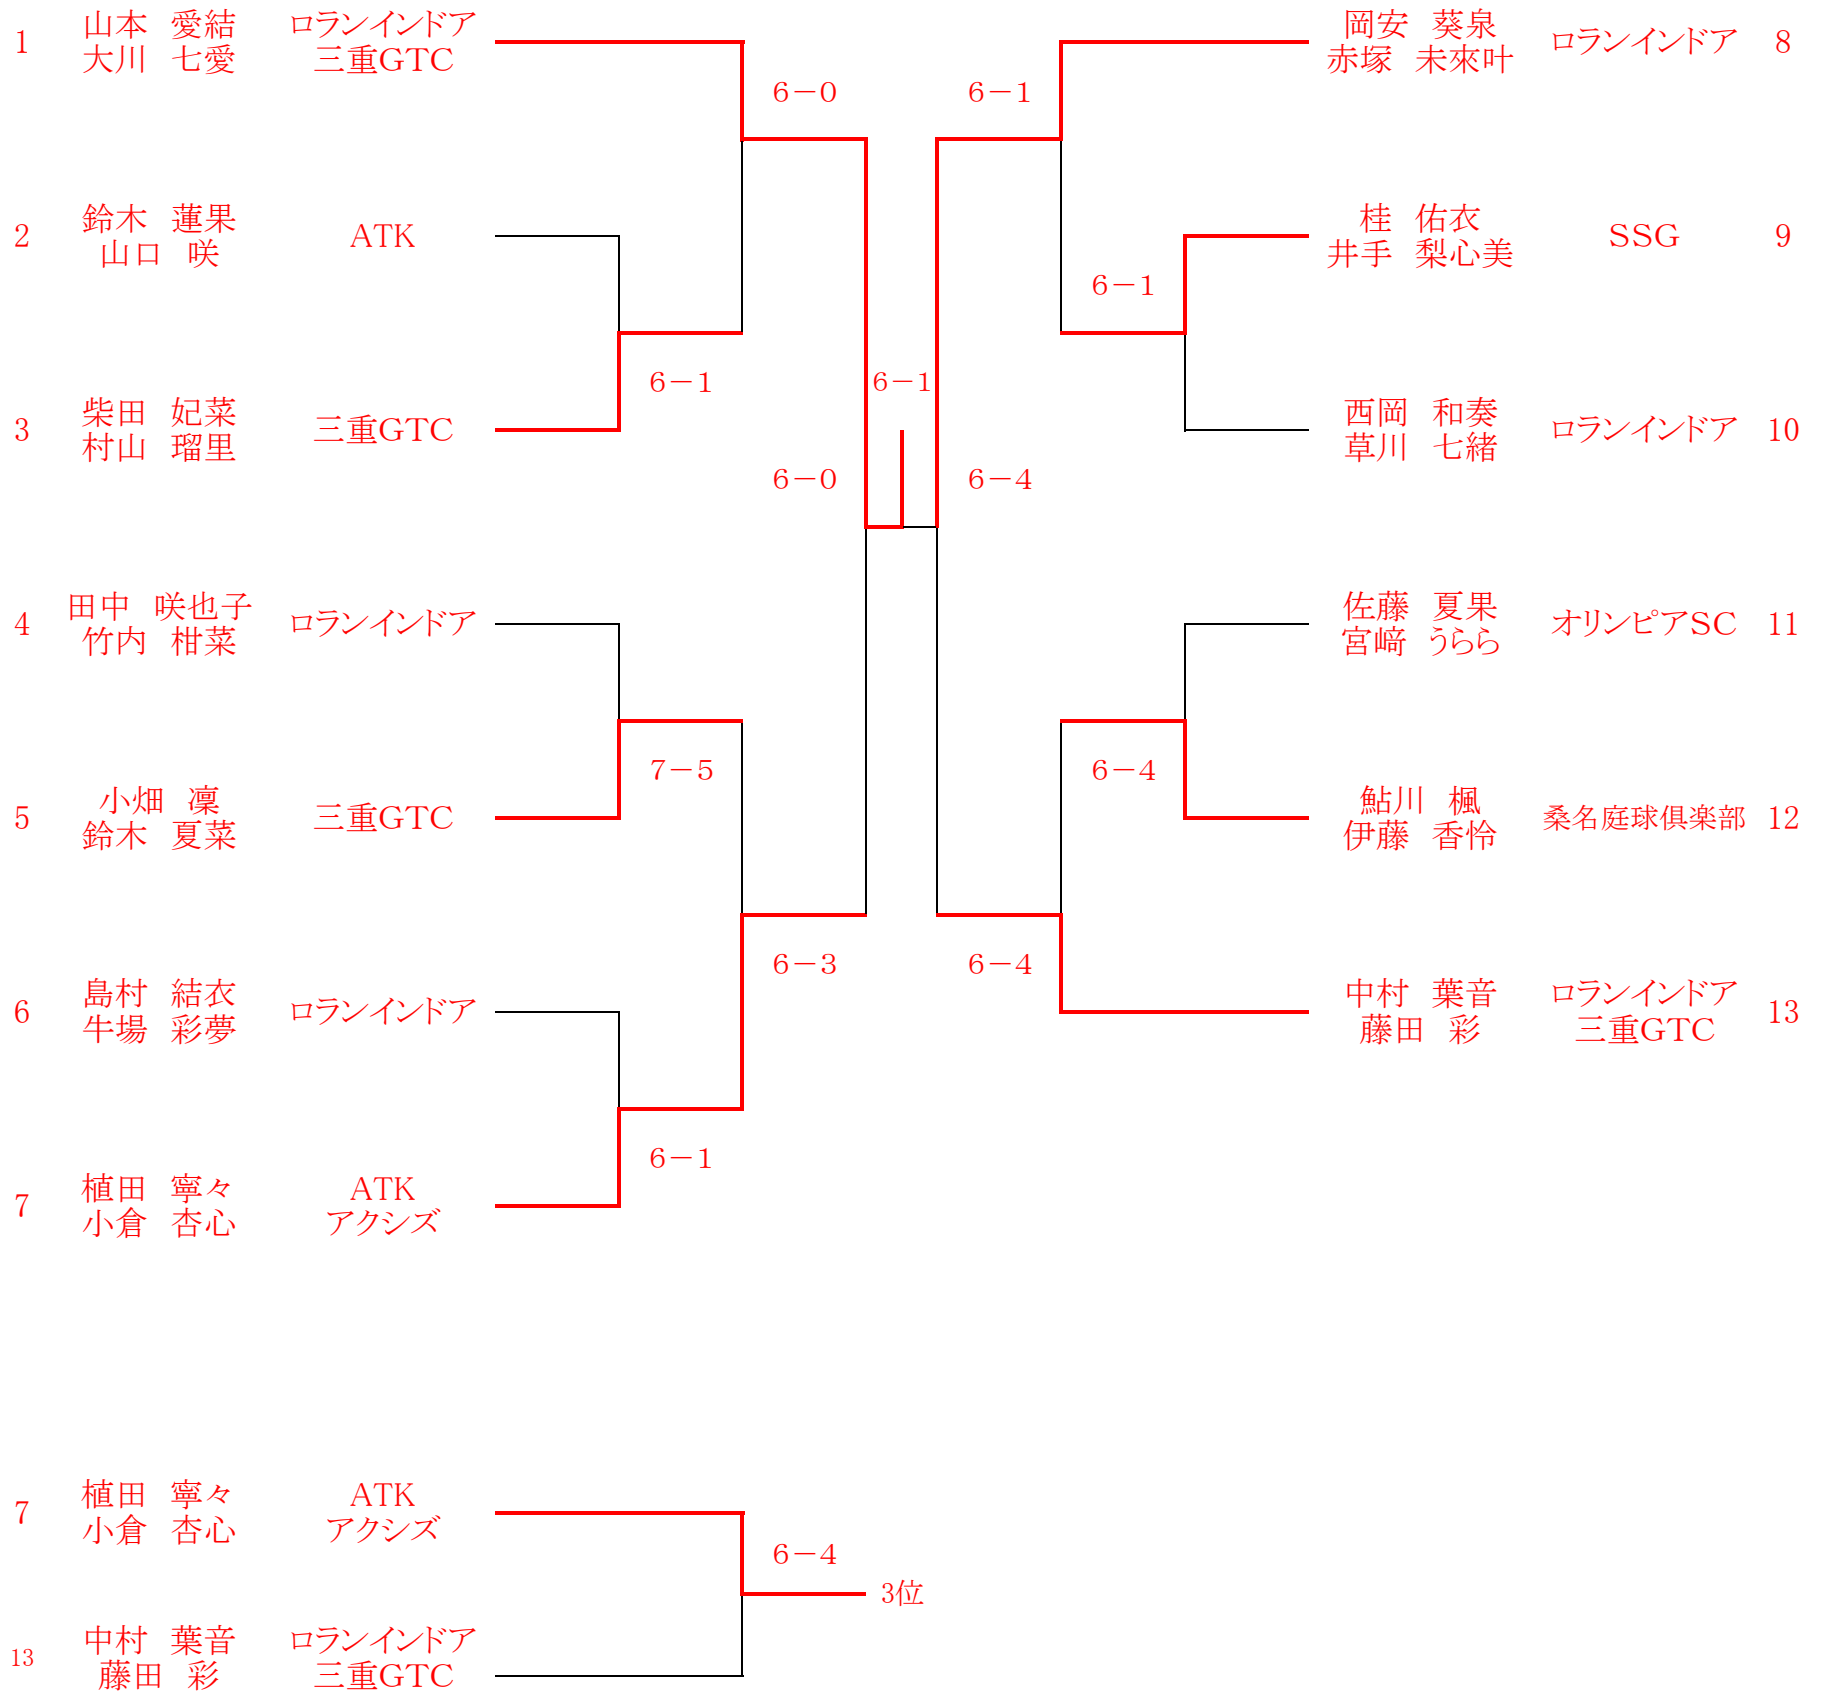 1 山本　愛結 ロランインドア
大川　七愛 三重GTC
6－0
2 鈴木　蓮果 ATK
山口　咲
6－1
3 柴田　妃菜 三重GTC
村山　瑠里
6－0
4 田中　咲也子 ロランインドア
竹内　柑菜
7－5
5 小畑　凜 三重GTC
鈴木　夏菜
6－3
6 島村　結衣 ロランインドア
牛場　彩夢
6－1
7 植田　寧々 ATK
小倉　杏心 アクシズ
6－1
岡安　葵泉 ロランインドア 8
赤塚　未來叶
6－1
桂　佑衣 SSG 9
井手　梨心美
6－1
西岡　和奏 ロランインドア 10
草川　七緒
6－4
佐藤　夏果 オリンピアSC 11
宮﨑　うらら
6－4
鮎川　楓 桑名庭球倶楽部 12
伊藤　香怜
6－4
中村　葉音 ロランインドア 13
藤田　彩 三重GTC
7 植田　寧々 ATK
小倉　杏心 アクシズ
6－4
3位
13 中村　葉音 ロランインドア
藤田　彩 三重GTC